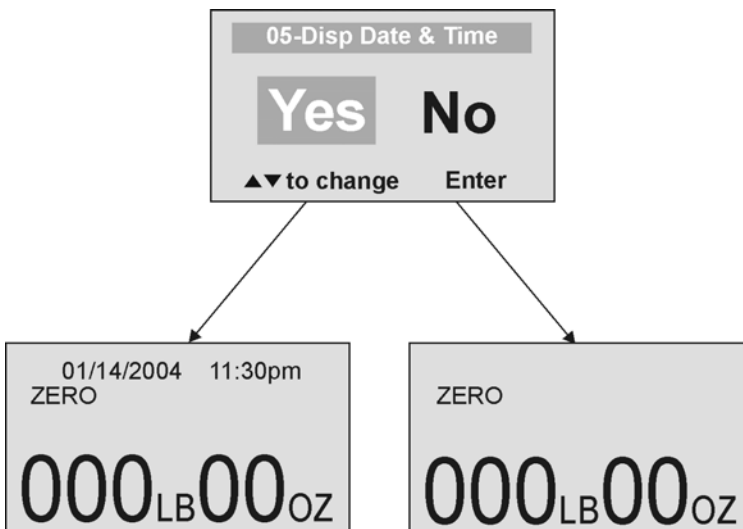 05-Disp Date & Time
Yes No
▲▼ to change Enter
01/14/2004 11:30pm
ZERO
000LB00OZ
ZERO
000LB00OZ